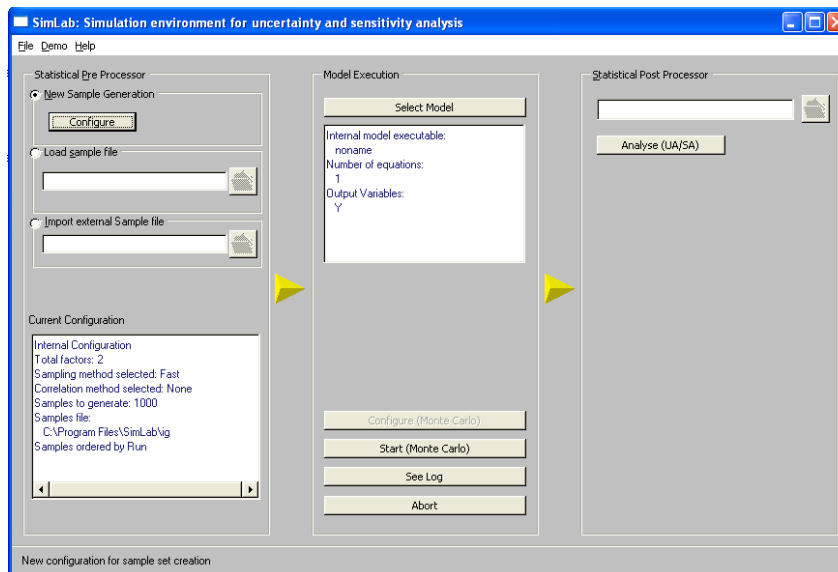 SimLab: Simulation environment for uncertainty and sensitivity analysis
File Demo Help
Statistical Pre Processor
New Sample Generation
Configure
Load sample file
Import external Sample file
Current Configuration
Internal Configuration
Total factors: 2
Sampling method selected: Fast
Correlation method selected: None
Samples to generate: 1000
Samples file:
C:\Program Files\SimLab\ig
Samples ordered by Run
Model Execution
Select Model
Internal model executable:
noname
Number of equations:
1
Output Variables:
Y
Configure (Monte Carlo)
Start (Monte Carlo)
See Log
Abort
Statistical Post Processor
Analyse (UA/SA)
New configuration for sample set creation